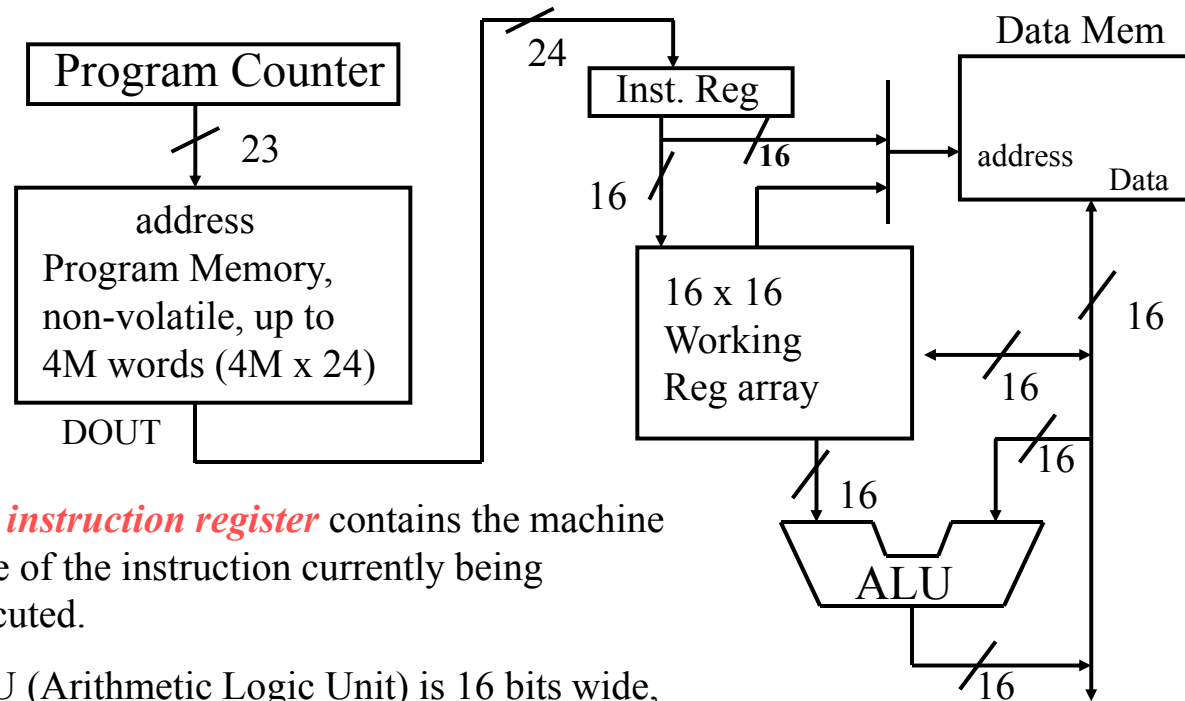 Program Counter
23
address
Program Memory,
non-volatile, up to
4M words (4M x 24)
DOUT
24
Inst. Reg
16
16
Data Mem
address
Data
16 x 16
Working
Reg array
16
16
16
16
ALU
16
instruction register contains the machine
of the instruction currently being
(Arithmetic Logic Unit) is 16 bits wide,